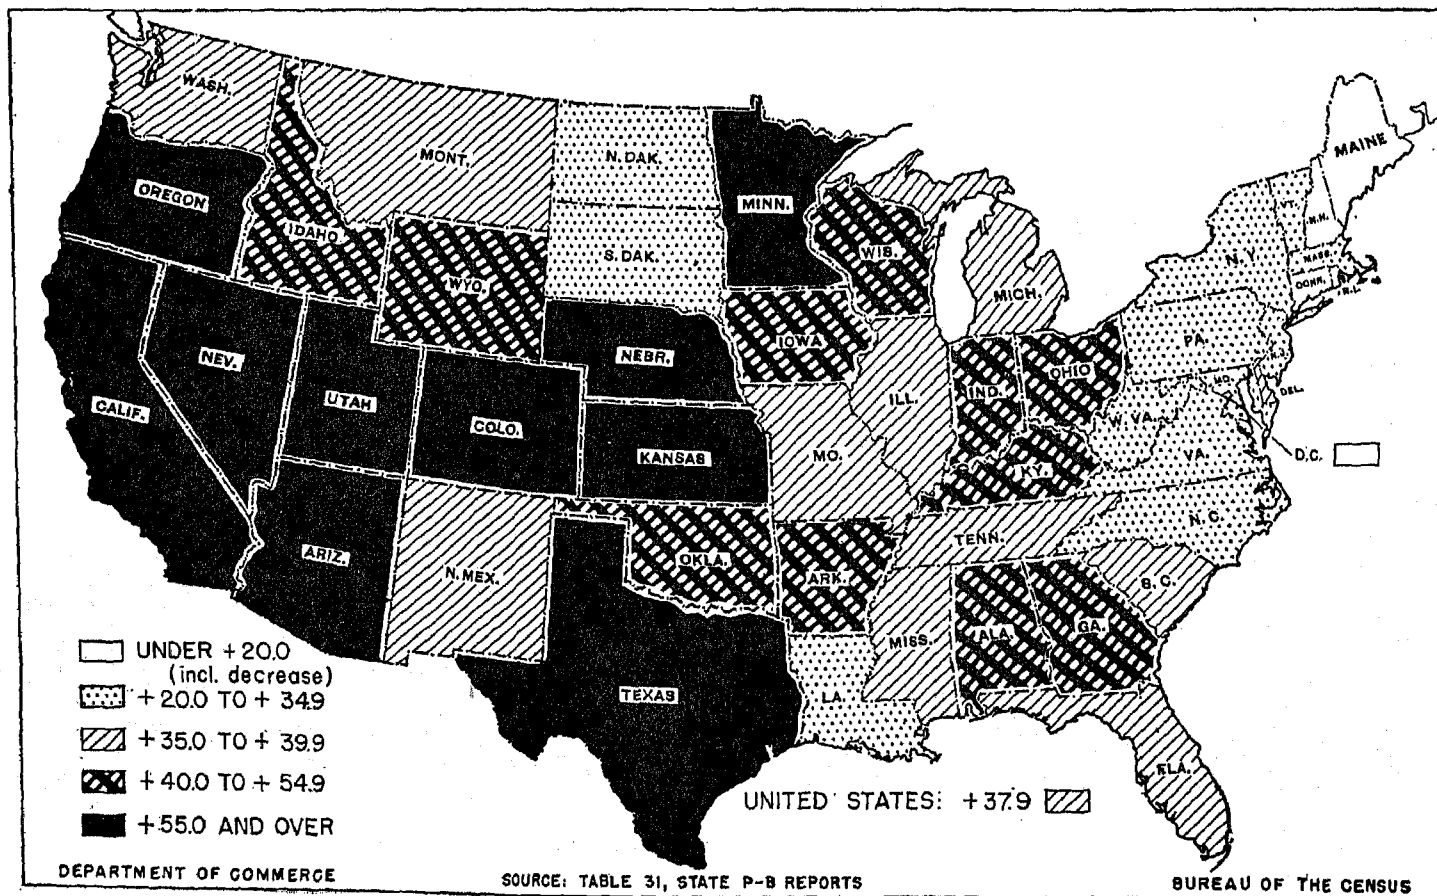 WASH.
MONT.
N. DAK.
MINN.
MAINE
OREGON
IDAHO
WYO.
S. DAK.
WIS.
MICH.
N.Y.
VT.
N.H.
MASS.
CONN.
R.I.
NEV.
UTAH
COLO.
NEBR.
IOWA
ILL.
IND.
OHIO
PA.
N.J.
MD.
DEL.
D.C.
CALIF.
KANSAS
MO.
KY.
W. VA.
VA.
ARIZ.
N. MEX.
OKLA.
ARK.
TENN.
N. C.
S. C.
MISS.
ALA.
GA.
TEXAS
LA.
FLA.
UNDER +20.0
(incl. decrease)
+20.0 TO + 34.9
+35.0 TO + 39.9
+40.0 TO + 54.9
+55.0 AND OVER
UNITED STATES: +37.9
DEPARTMENT OF COMMERCE
SOURCE: TABLE 31, STATE P-B REPORTS
BUREAU OF THE CENSUS